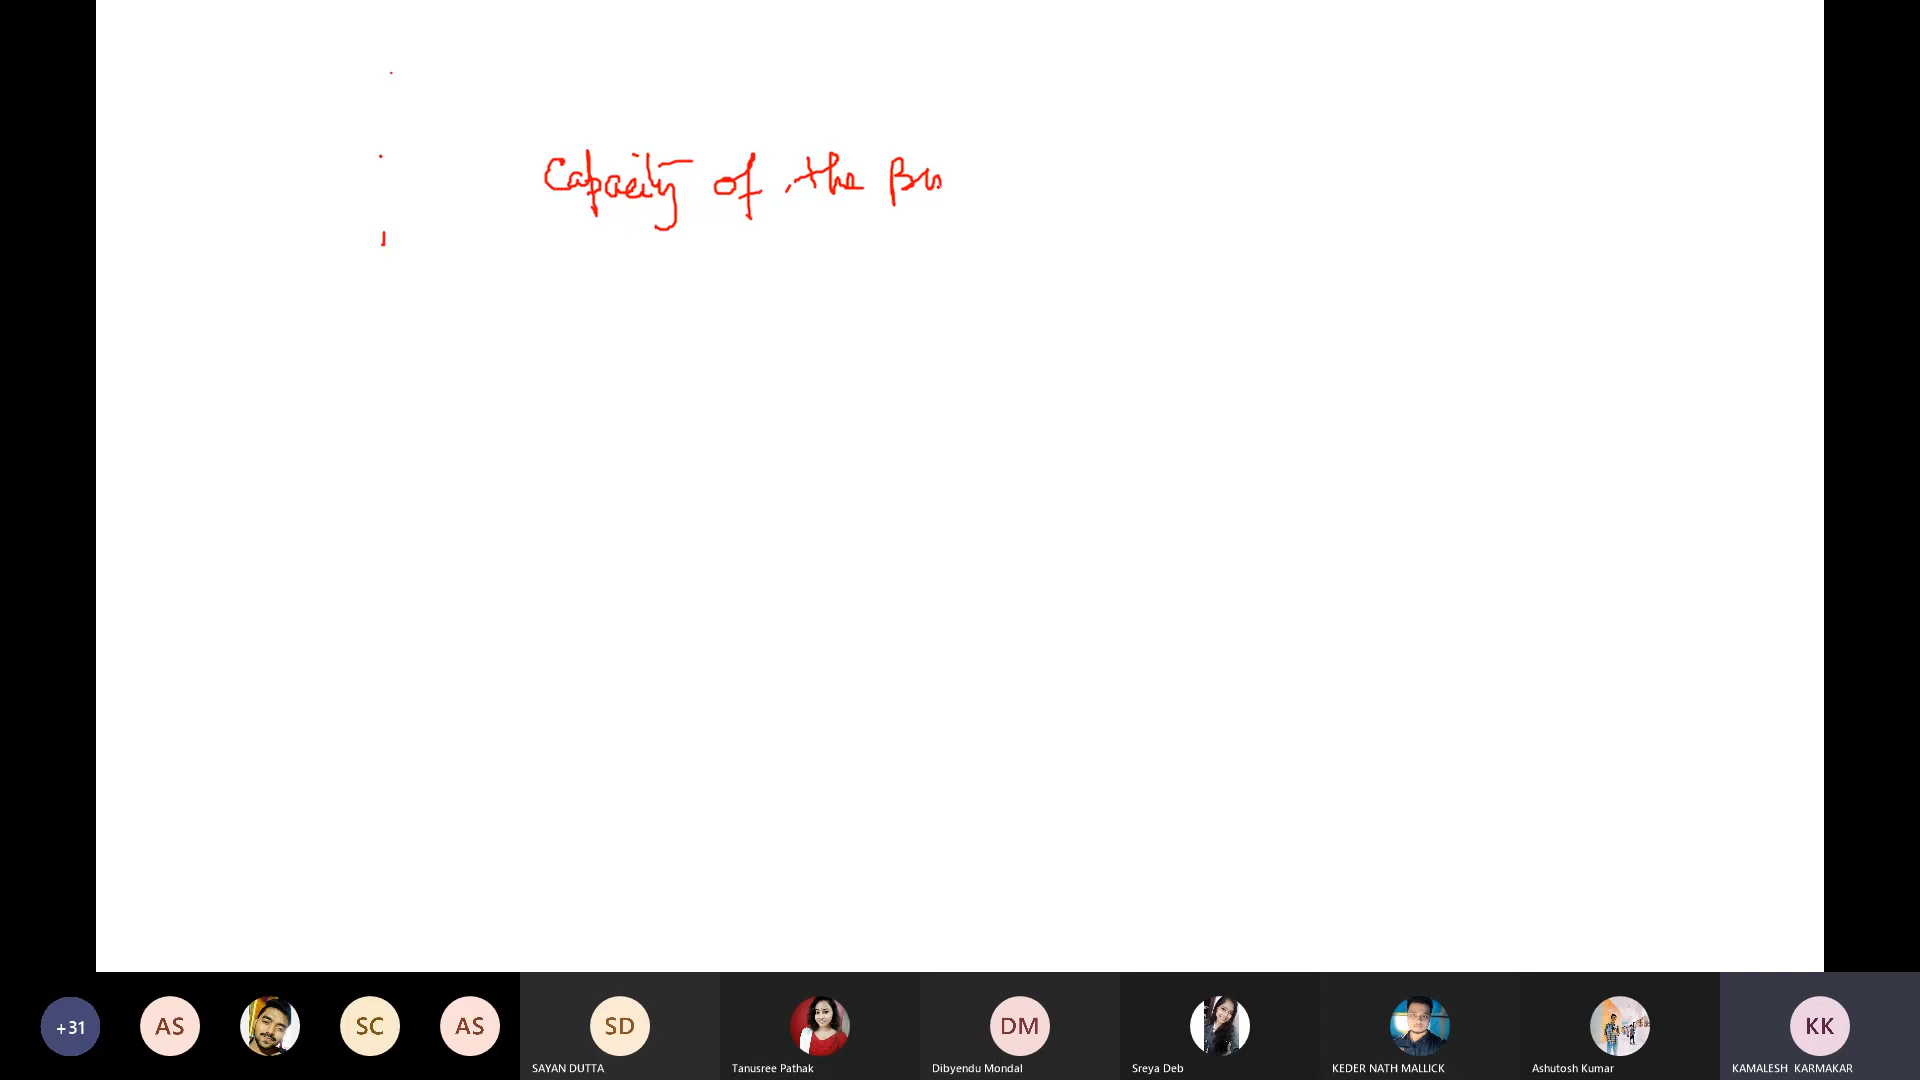 Capacity of the Bu
+31 AS SC AS SD DM KK
SAYAN DUTTA Tanusree Pathak Dibyendu Mondal Sreya Deb KEDER NATH MALLICK Ashutosh Kumar KAMALESH KARMAKAR